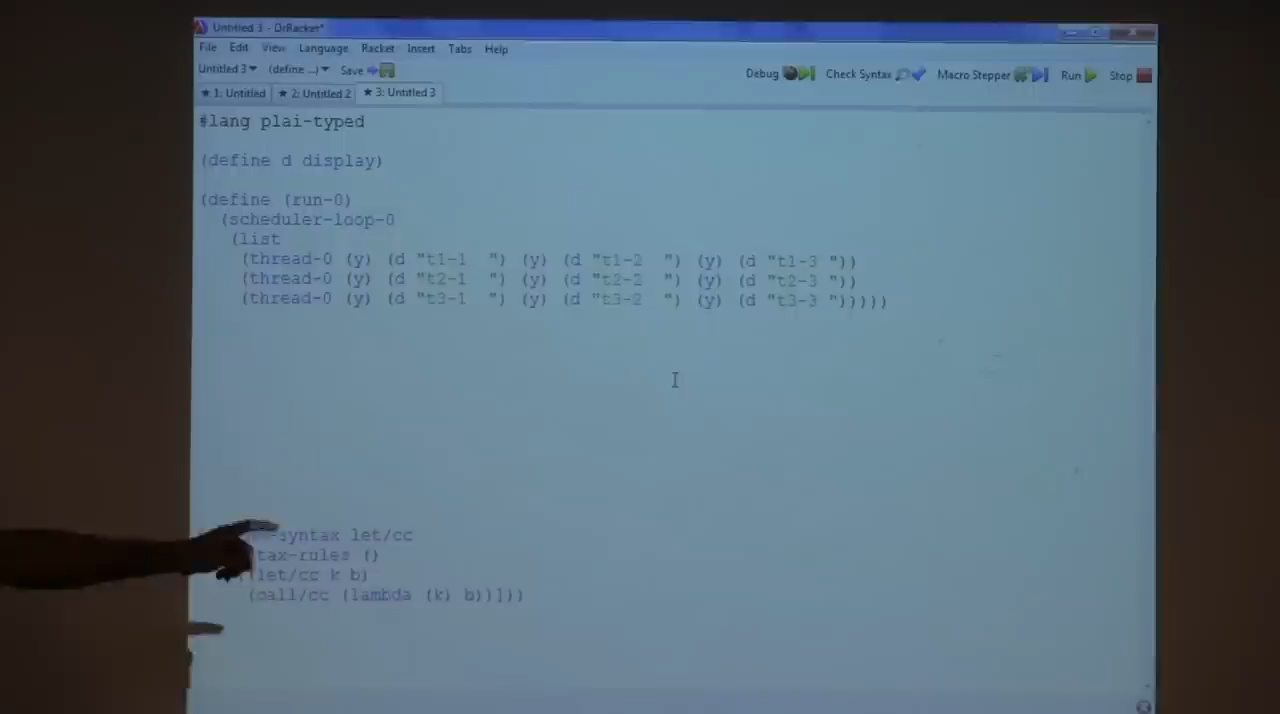 Untitled 3 - DrRacket*
File Edit View Language Racket Insert Tabs Help
Untitled 3 (define ...) Save Debug Check Syntax Macro Stepper Run Stop
1: Untitled 2: Untitled 2 3: Untitled 3
#lang plai-typed
(define d display)
(define (run-0)
(scheduler-loop-0
(list
(thread-0 (y) (d "t1-1  ") (y) (d "t1-2  ") (y) (d "t1-3 "))
(thread-0 (y) (d "t2-1  ") (y) (d "t2-2  ") (y) (d "t2-3 "))
(thread-0 (y) (d "t3-1  ") (y) (d "t3-2  ") (y) (d "t3-3 ")))))
-syntax let/cc
tax-rules ()
(let/cc k b)
(call/cc (lambda (k) b))]))